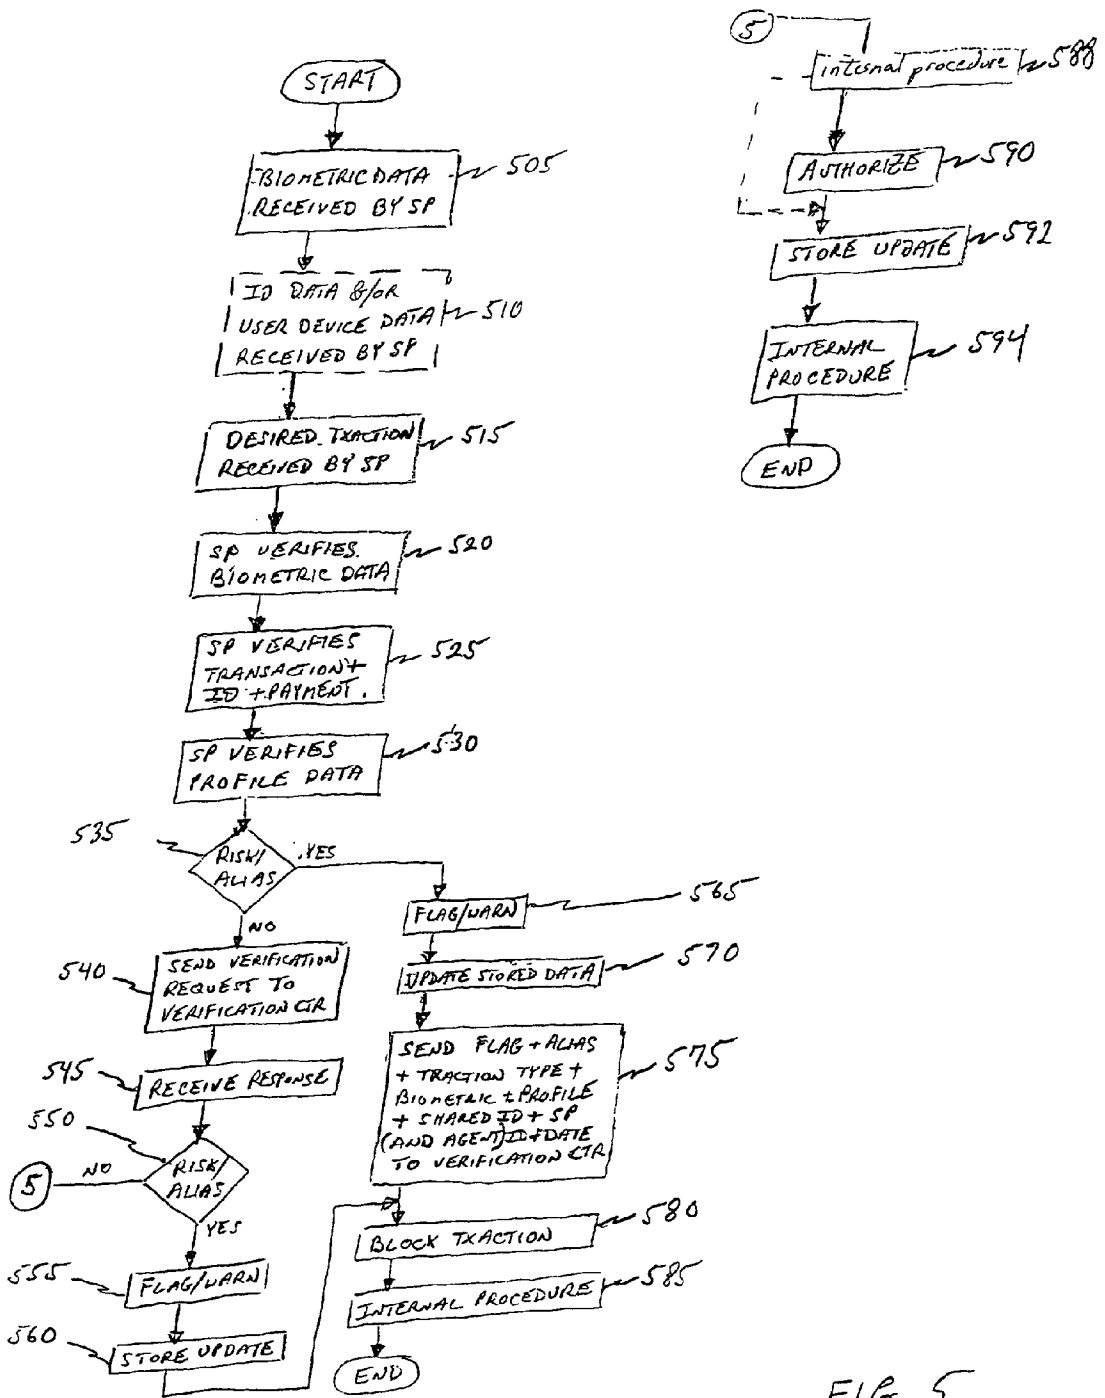 START
BIOMETRIC DATA
RECEIVED BY SP
505
ID DATA &/OR
USER DEVICE DATA
RECEIVED BY SP
510
DESIRED TXACTION
RECEIVED BY SP
515
SP VERIFIES
BIOMETRIC DATA
520
SP VERIFIES
TRANSACTION+
ID + PAYMENT.
525
SP VERIFIES
PROFILE DATA
530
535
RISK/
ALIAS
YES
NO
540
SEND VERIFICATION
REQUEST TO
VERIFICATION CTR
545
RECEIVE RESPONSE
550
RISK/
ALIAS
NO
5
YES
555
FLAG/WARN
560
STORE UPDATE
FLAG/WARN
565
UPDATE STORED DATA
570
SEND FLAG + ALIAS
+ TRACTION TYPE +
BIOMETRIC + PROFILE
+ SHARED ID + SP
(AND AGENT) ID + DATE
TO VERIFICATION CTR
575
BLOCK TXACTION
580
INTERNAL PROCEDURE
585
END
5
internal procedure
588
AUTHORIZE
590
STORE UPDATE
592
INTERNAL
PROCEDURE
594
END
FIG 5